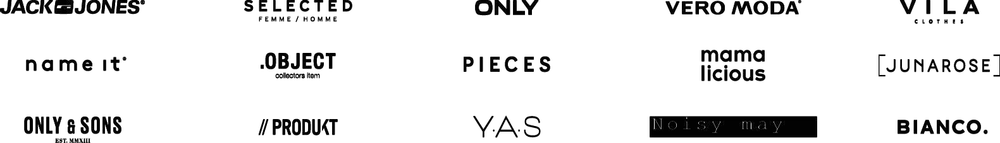 JACK & JONES®
SELECTED
FEMME / HOMME
ONLY
VERO MODA®
VILA
CLOTHES
name it®
.OBJECT
collectors item
PIECES
mama
licious
[JUNAROSE]
ONLY & SONS
EST. MMXIII
// PRODUKT
Y.A.S
Noisy may
BIANCO.